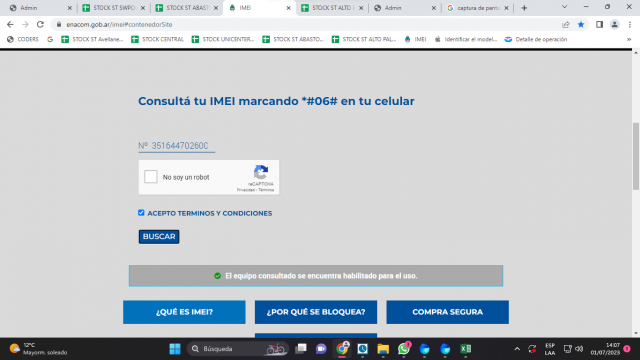 Admin
STOCK ST SWPO
STOCK ST ABAST
IMEI
STOCK ST ALTO
Admin
captura de panta
enacom.gob.ar/imei#contenedorSite
CODERS
STOCK ST Avellane...
STOCK CENTRAL
STOCK UNICENTER...
STOCK ST ABASTO...
STOCK ST ALTO PAL...
IMEI
Identificar el model...
Detalle de operación
Consultá tu IMEI marcando *#06# en tu celular
Nº 35164470260
No soy un robot
reCAPTCHA
Privacidad - Términos
ACEPTO TERMINOS Y CONDICIONES
BUSCAR
El equipo consultado se encuentra habilitado para el uso.
¿QUÉ ES IMEI?
¿POR QUÉ SE BLOQUEA?
COMPRA SEGURA
12°C
Mayorm. soleado
Búsqueda
1
ESP
LAA
14:07
01/07/2023